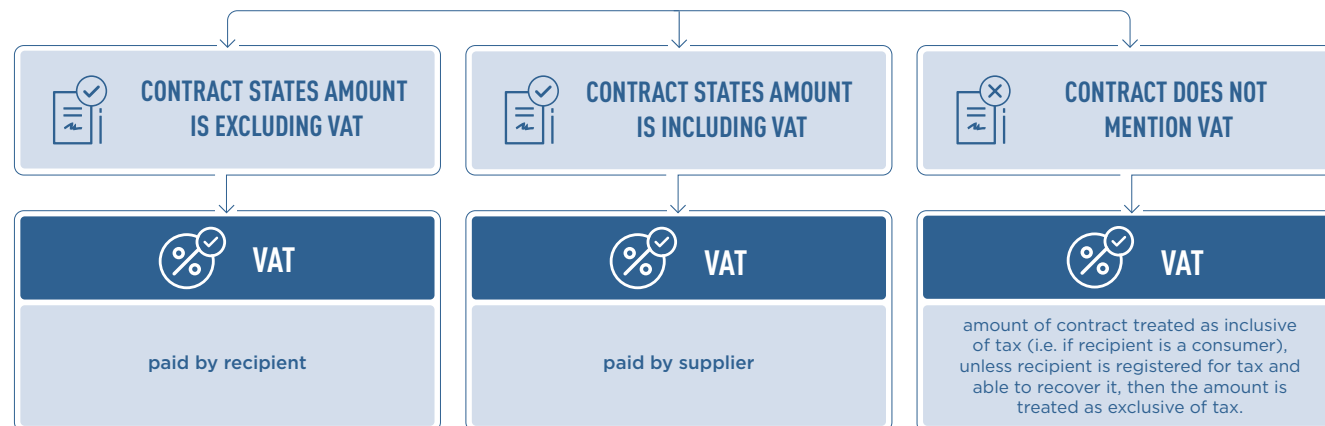 CONTRACT STATES AMOUNT
IS EXCLUDING VAT
CONTRACT STATES AMOUNT
IS INCLUDING VAT
CONTRACT DOES NOT
MENTION VAT
VAT
VAT
VAT
paid by recipient
paid by supplier
amount of contract treated as inclusive
of tax (i.e. if recipient is a consumer),
unless recipient is registered for tax and
able to recover it, then the amount is
treated as exclusive of tax.